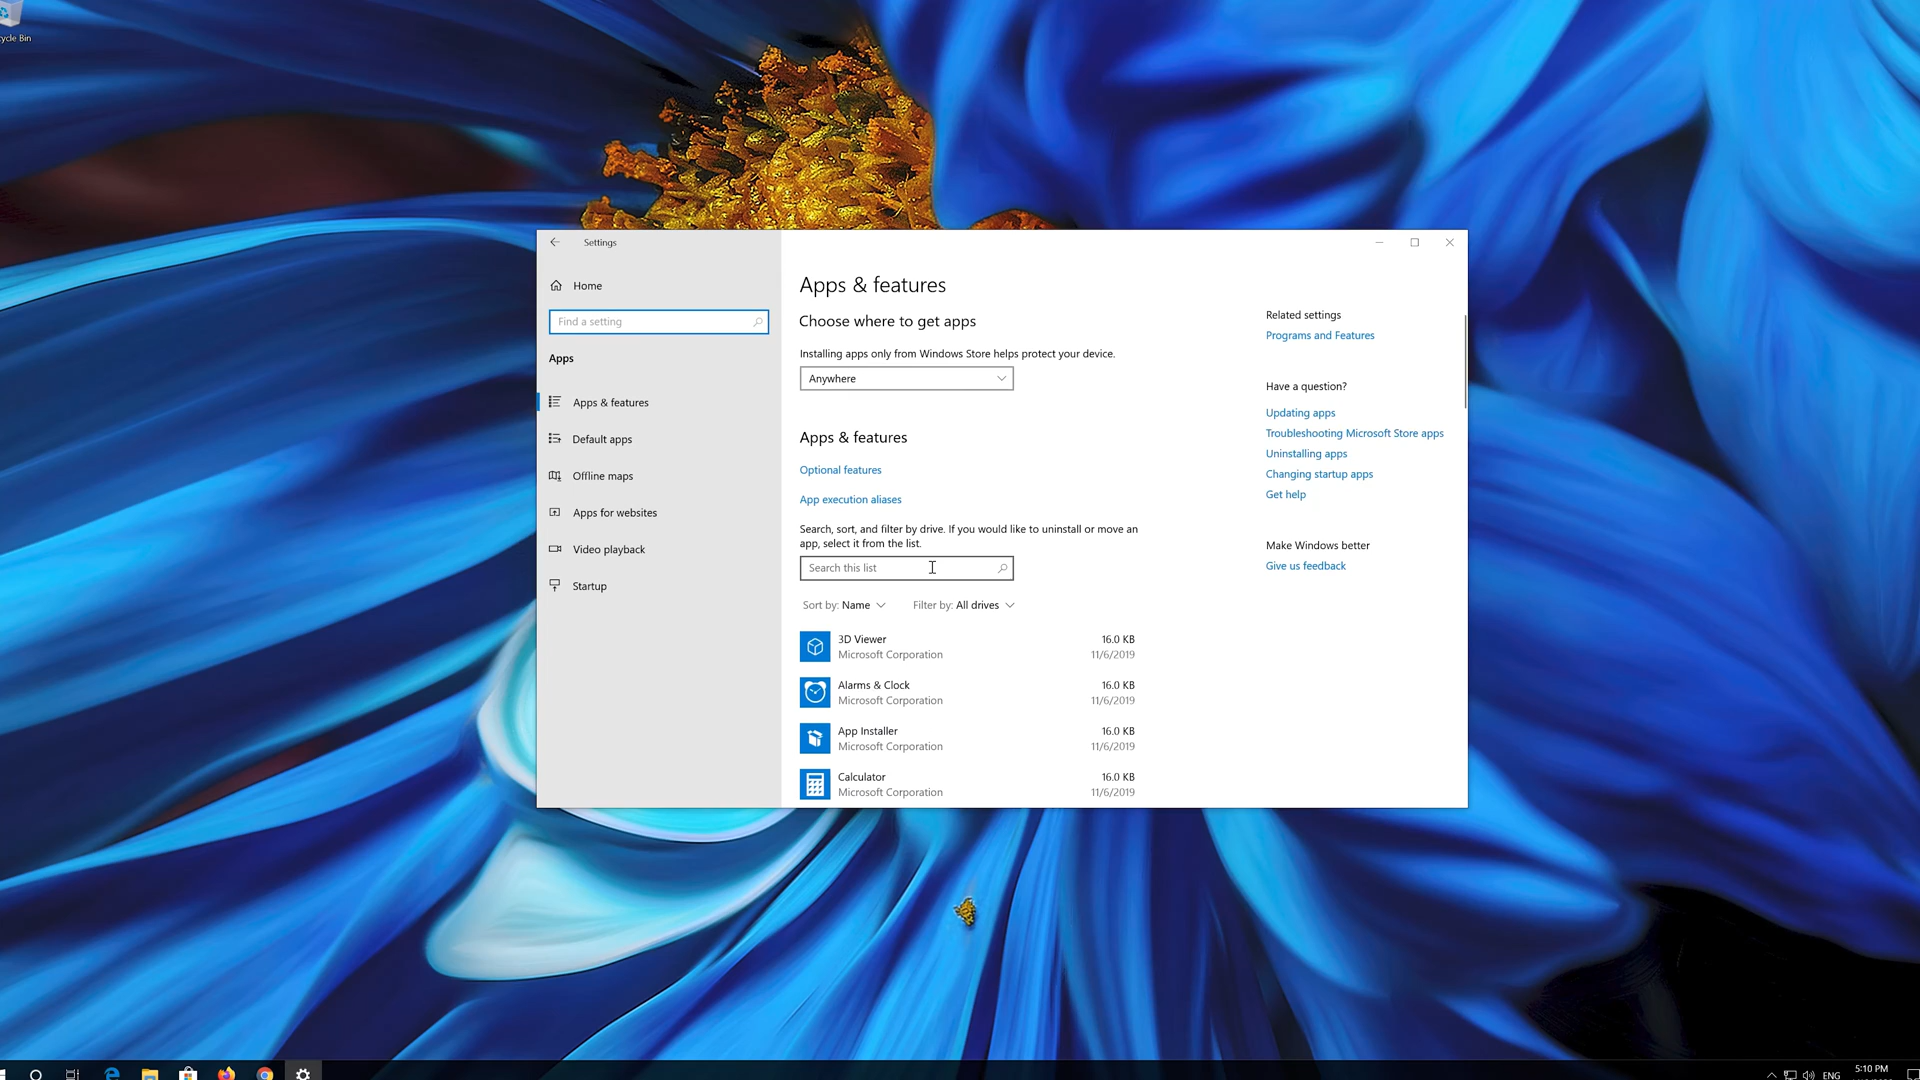 ycle Bin
Settings
Home
Find a setting
Apps
Apps & features
Default apps
Offline maps
Apps for websites
Video playback
Startup
Apps & features
Choose where to get apps
Installing apps only from Windows Store helps protect your device.
Anywhere
Apps & features
Optional features
App execution aliases
Search, sort, and filter by drive. If you would like to uninstall or move an
app, select it from the list.
Search this list
Sort by: Name
Filter by: All drives
3D Viewer 16.0 KB
Microsoft Corporation 11/6/2019
Alarms & Clock 16.0 KB
Microsoft Corporation 11/6/2019
App Installer 16.0 KB
Microsoft Corporation 11/6/2019
Calculator 16.0 KB
Microsoft Corporation 11/6/2019
Related settings
Programs and Features
Have a question?
Updating apps
Troubleshooting Microsoft Store apps
Uninstalling apps
Changing startup apps
Get help
Make Windows better
Give us feedback
ENG
5:10 PM